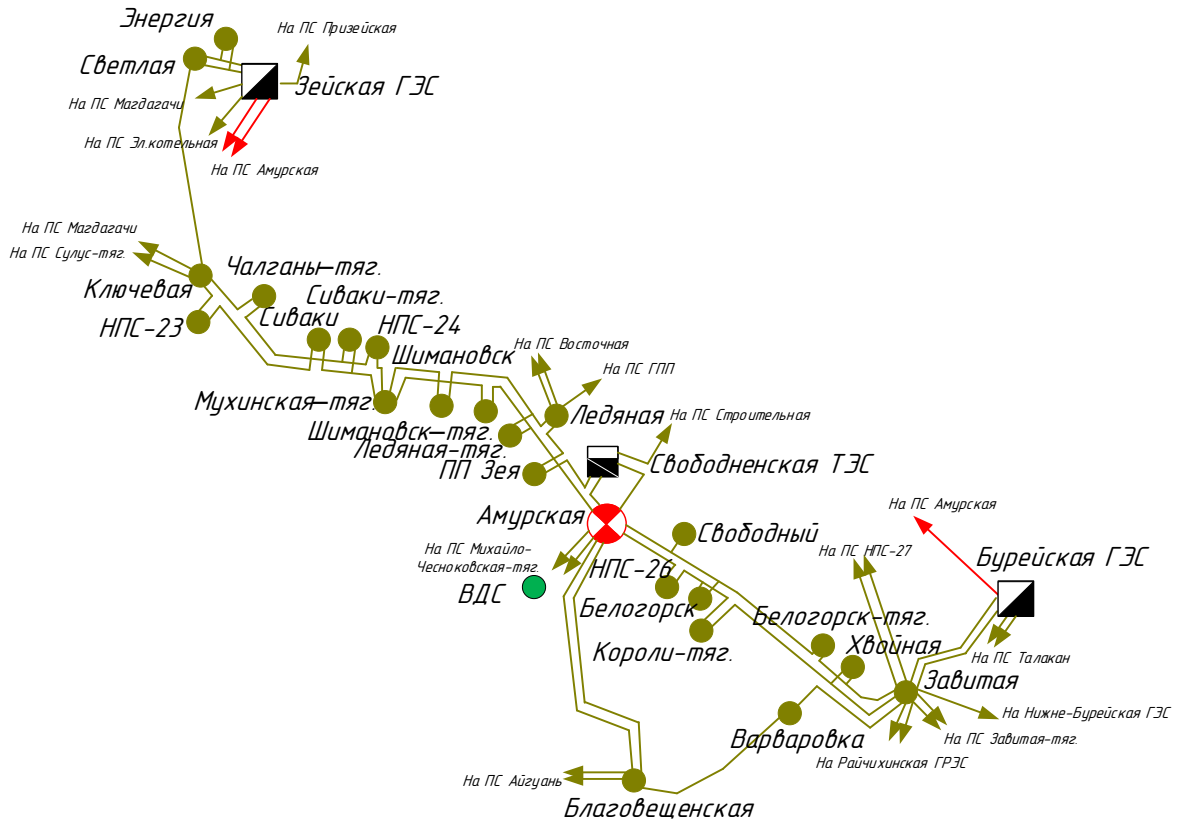 Энергия
На ПС Призейская
Светлая
Зейская ГЭС
На ПС Магдагачи
На ПС Эл.котельная
На ПС Амурская
На ПС Магдагачи
На ПС Сулус-тяг.
Чалганы-тяг.
Ключевая
Сиваки-тяг.
Сиваки
НПС-23
НПС-24
На ПС Восточная
Шимановск
На ПС ГПП
Мухинская-тяг.
Ледяная
На ПС Строительная
Шимановск-тяг.
Ледяная-тяг.
ПП Зея
Свободненская ТЭС
Амурская
На ПС Амурская
Свободный
На ПС Михайло-
Чесноковская-тяг.
На ПС НПС-27
Бурейская ГЭС
НПС-26
ВДС
Белогорск
Белогорск-тяг.
Короли-тяг.
Хвойная
На ПС Талакан
Завитая
На Нижне-Бурейская ГЭС
Варваровка
На ПС Завитая-тяг.
На Райчихинская ГРЭС
На ПС Айгуань
Благовещенская